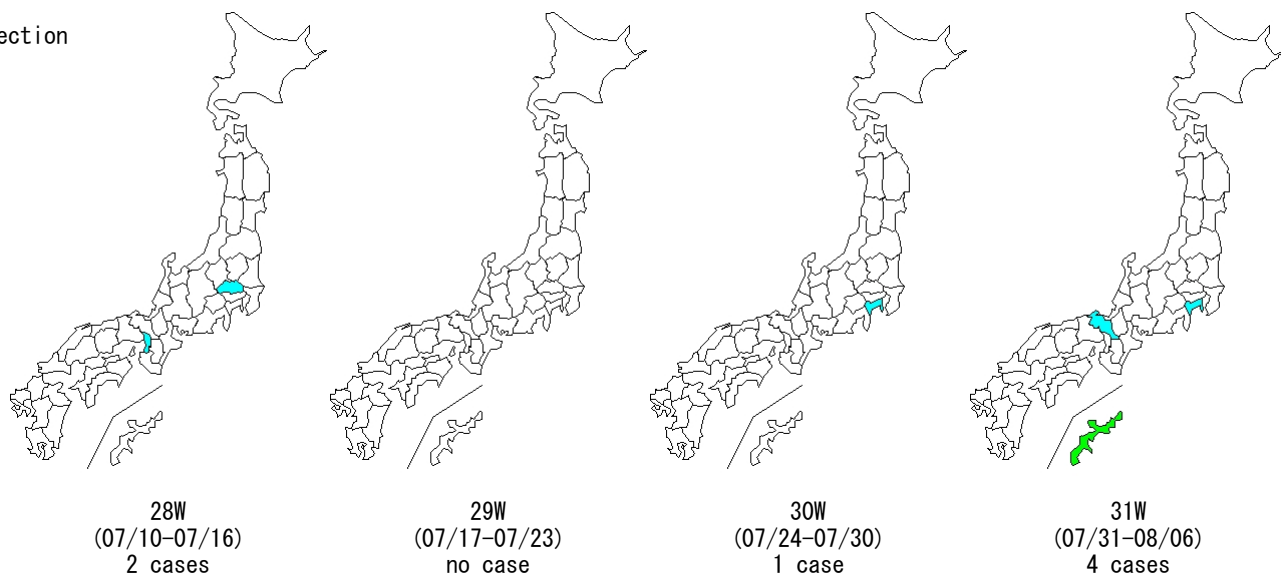 ection
28W
(07/10-07/16)
2 cases
29W
(07/17-07/23)
no case
30W
(07/24-07/30)
1 case
31W
(07/31-08/06)
4 cases